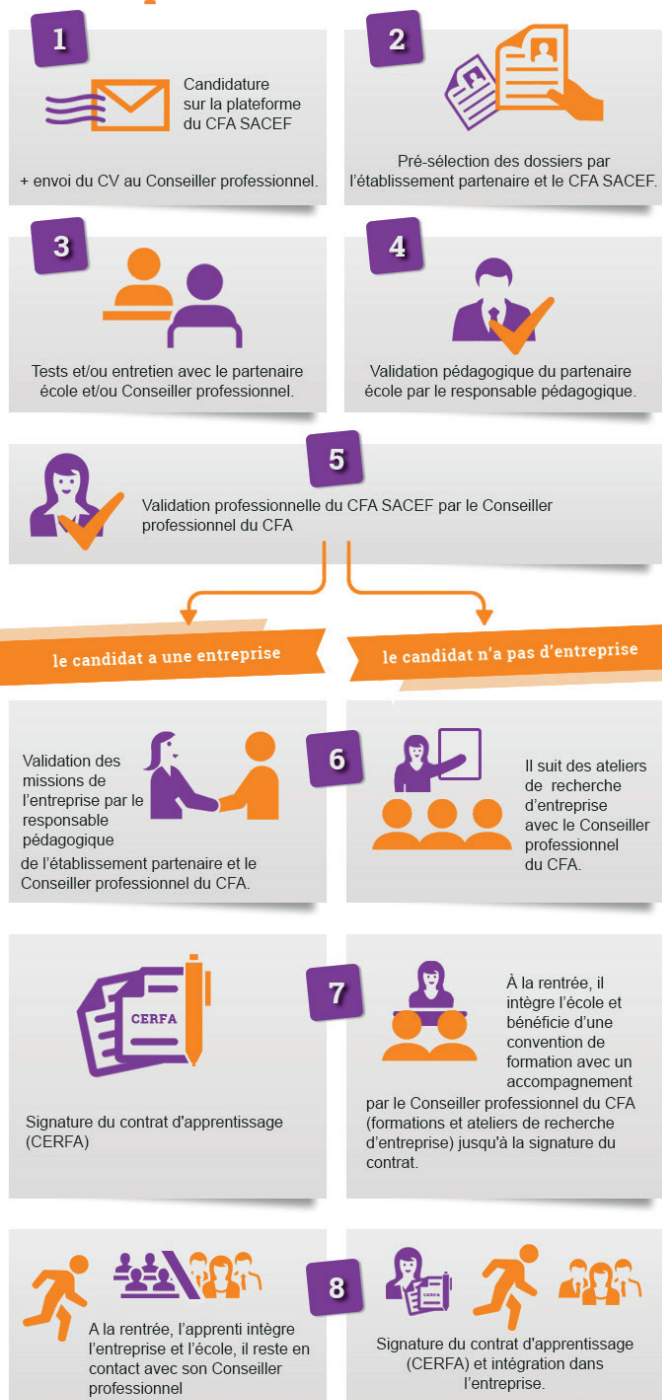 1
Candidature
sur la plateforme
du CFA SACEF
+ envoi du CV au Conseiller professionnel.
2
Pré-sélection des dossiers par
l'établissement partenaire et le CFA SACEF.
3
Tests et/ou entretien avec le partenaire
école et/ou Conseiller professionnel.
4
Validation pédagogique du partenaire
école par le responsable pédagogique.
5
Validation professionnelle du CFA SACEF par le Conseiller
professionnel du CFA
le candidat a une entreprise
le candidat n'a pas d'entreprise
6
Validation des
missions de
l'entreprise par le
responsable
pédagogique
de l'établissement partenaire et le
Conseiller professionnel du CFA.
Il suit des ateliers
de recherche
d'entreprise
avec le Conseiller
professionnel
du CFA.
7
CERFA
Signature du contrat d'apprentissage
(CERFA)
À la rentrée, il
intègre l'école et
bénéficie d'une
convention de
formation avec un
accompagnement
par le Conseiller professionnel du CFA
(formations et ateliers de recherche
d'entreprise) jusqu'à la signature du
contrat.
8
A la rentrée, l'apprenti intègre
l'entreprise et l'école, il reste en
contact avec son Conseiller
professionnel
CERFA
Signature du contrat d'apprentissage
(CERFA) et intégration dans
l'entreprise.